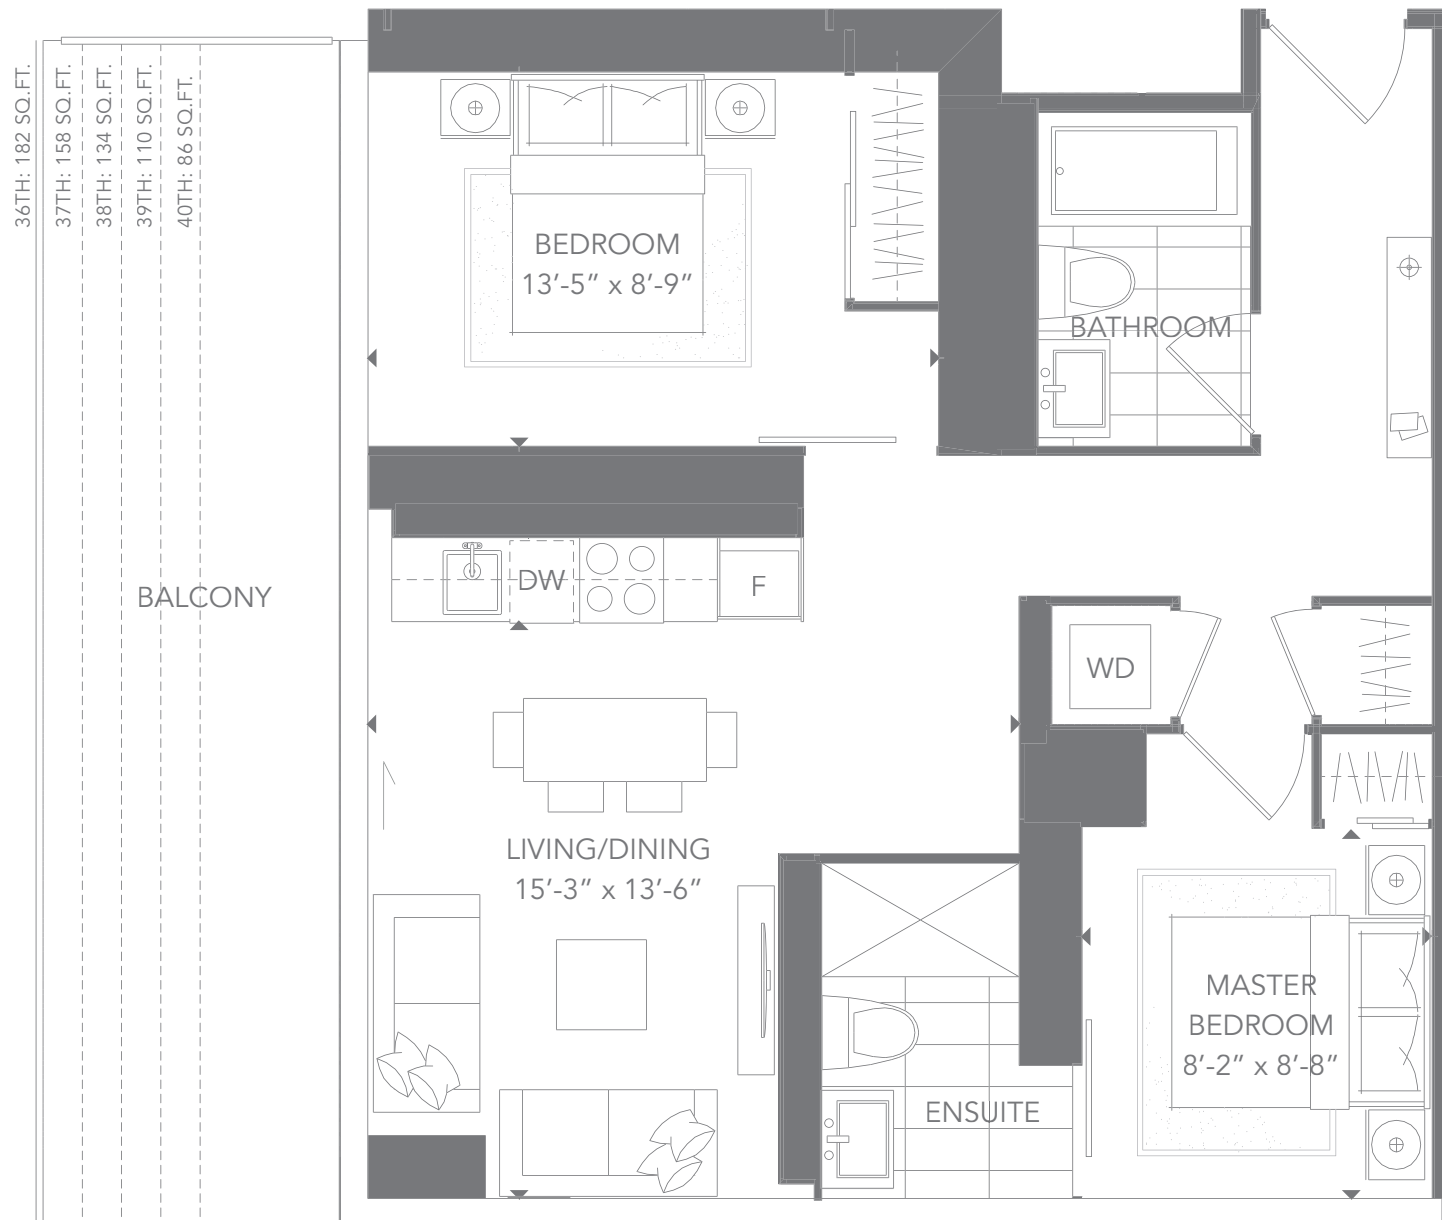 36TH: 182 SQ.FT.
37TH: 158 SQ.FT.
38TH: 134 SQ.FT.
39TH: 110 SQ.FT.
40TH: 86 SQ.FT.
BALCONY
BEDROOM
13'-5" x 8'-9"
BATHROOM
DW
F
WD
LIVING/DINING
15'-3" x 13'-6"
ENSUITE
MASTER
BEDROOM
8'-2" x 8'-8"